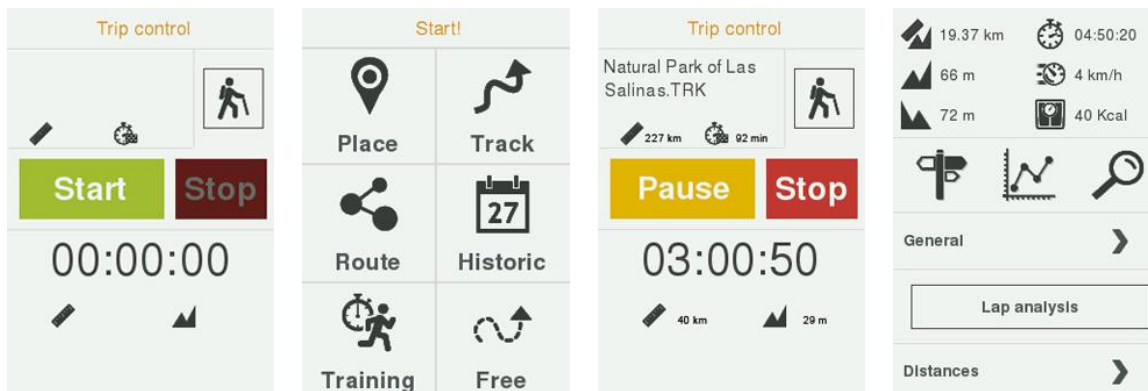 Trip control
Start Stop
00:00:00
Start!
Place Track
Route
27
Historic
Training Free
Trip control
Natural Park of Las
Salinas.TRK
227 km 92 min
Pause Stop
03:00:50
40 km 29 m
19.37 km 04:50:20
66 m 4 km/h
72 m 40 Kcal
General
Lap analysis
Distances